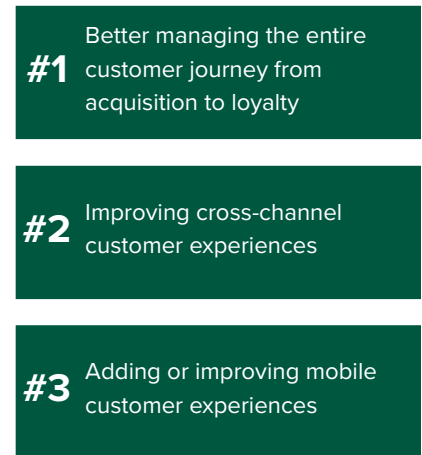 #1
Better managing the entire
customer journey from
acquisition to loyalty
#2
Improving cross-channel
customer experiences
#3
Adding or improving mobile
customer experiences